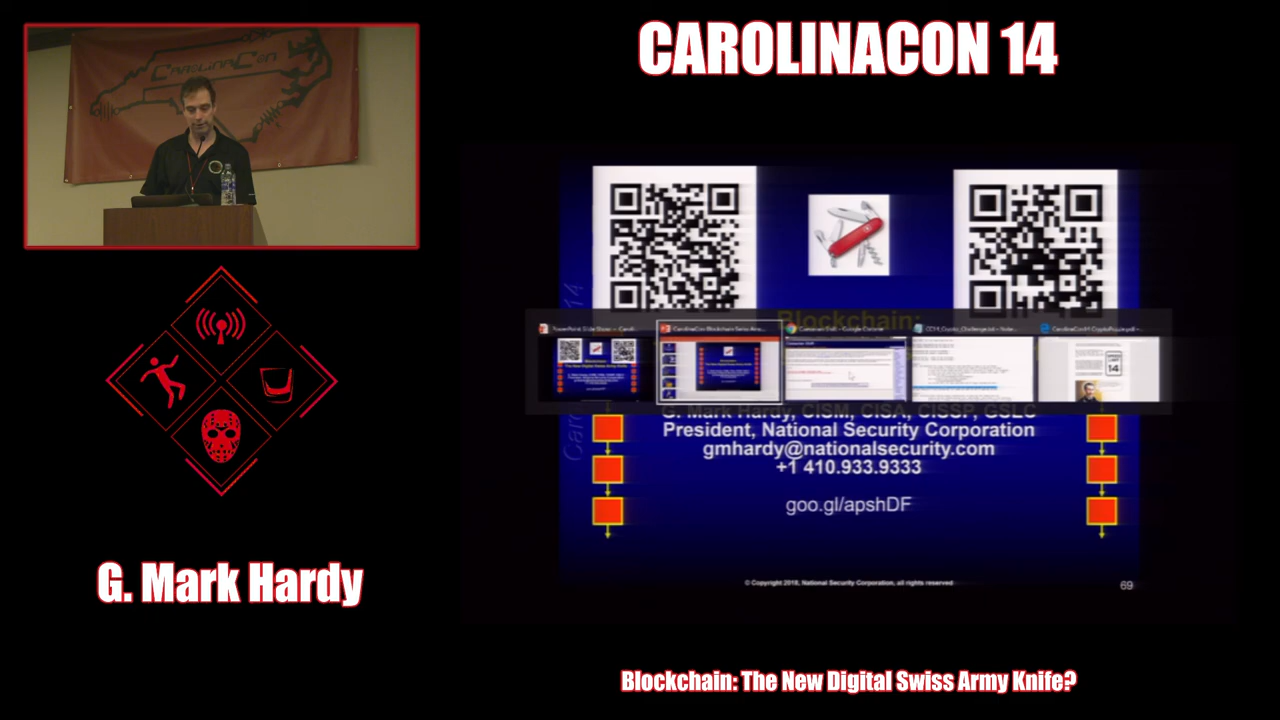 CAROLINACON 14
CAROLINACON
Blockchain:
G. Mark Hardy, CISM, CISA, CISSP, GSLC
President, National Security Corporation
gmhardy@nationalsecurity.com
+1 410.933.9333
goo.gl/apshDF
© Copyright 2018, National Security Corporation, all rights reserved
69
G. Mark Hardy
Blockchain: The New Digital Swiss Army Knife?